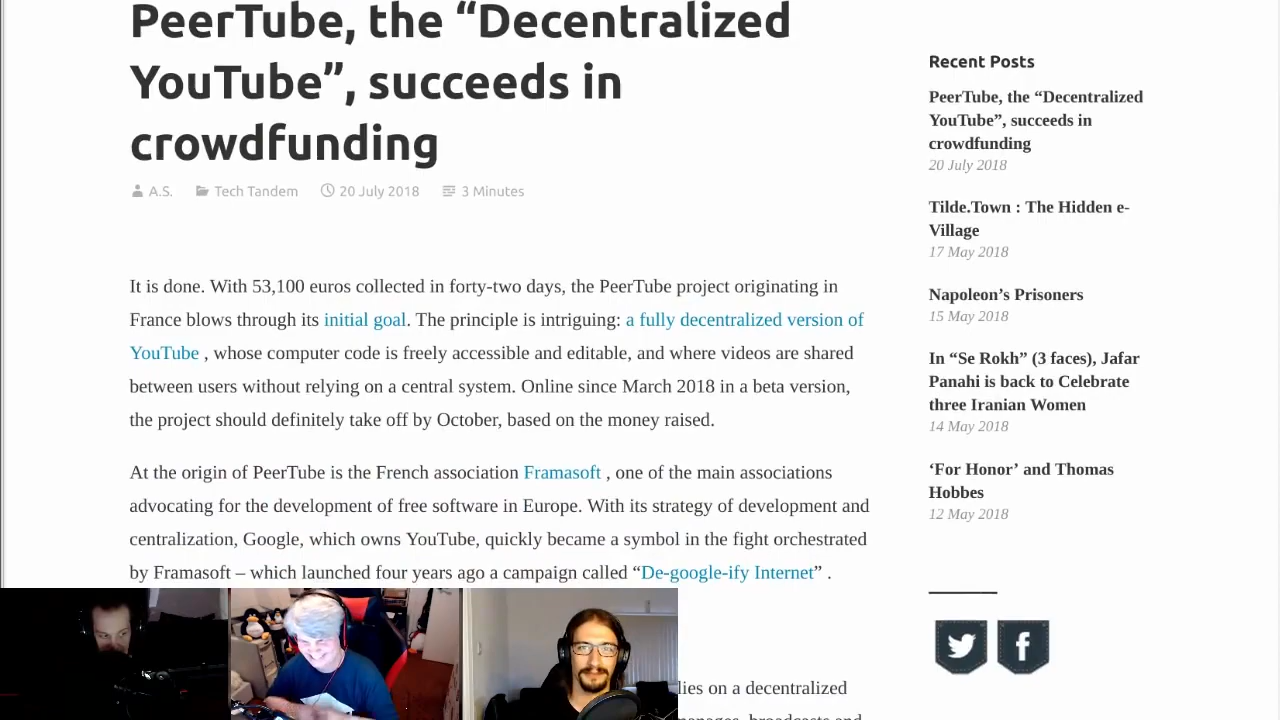 PeerTube, the “Decentralized
YouTube”, succeeds in
crowdfunding
A.S. Tech Tandem 20 July 2018 3 Minutes
It is done. With 53,100 euros collected in forty-two days, the PeerTube project originating in
France blows through its initial goal. The principle is intriguing: a fully decentralized version of
YouTube , whose computer code is freely accessible and editable, and where videos are shared
between users without relying on a central system. Online since March 2018 in a beta version,
the project should definitely take off by October, based on the money raised.
At the origin of PeerTube is the French association Framasoft , one of the main associations
advocating for the development of free software in Europe. With its strategy of development and
centralization, Google, which owns YouTube, quickly became a symbol in the fight orchestrated
by Framasoft – which launched four years ago a campaign called “De-google-ify Internet” .
lies on a decentralized
Recent Posts
PeerTube, the “Decentralized
YouTube”, succeeds in
crowdfunding
20 July 2018
Tilde.Town : The Hidden e-
Village
17 May 2018
Napoleon’s Prisoners
15 May 2018
In “Se Rokh” (3 faces), Jafar
Panahi is back to Celebrate
three Iranian Women
14 May 2018
‘For Honor’ and Thomas
Hobbes
12 May 2018